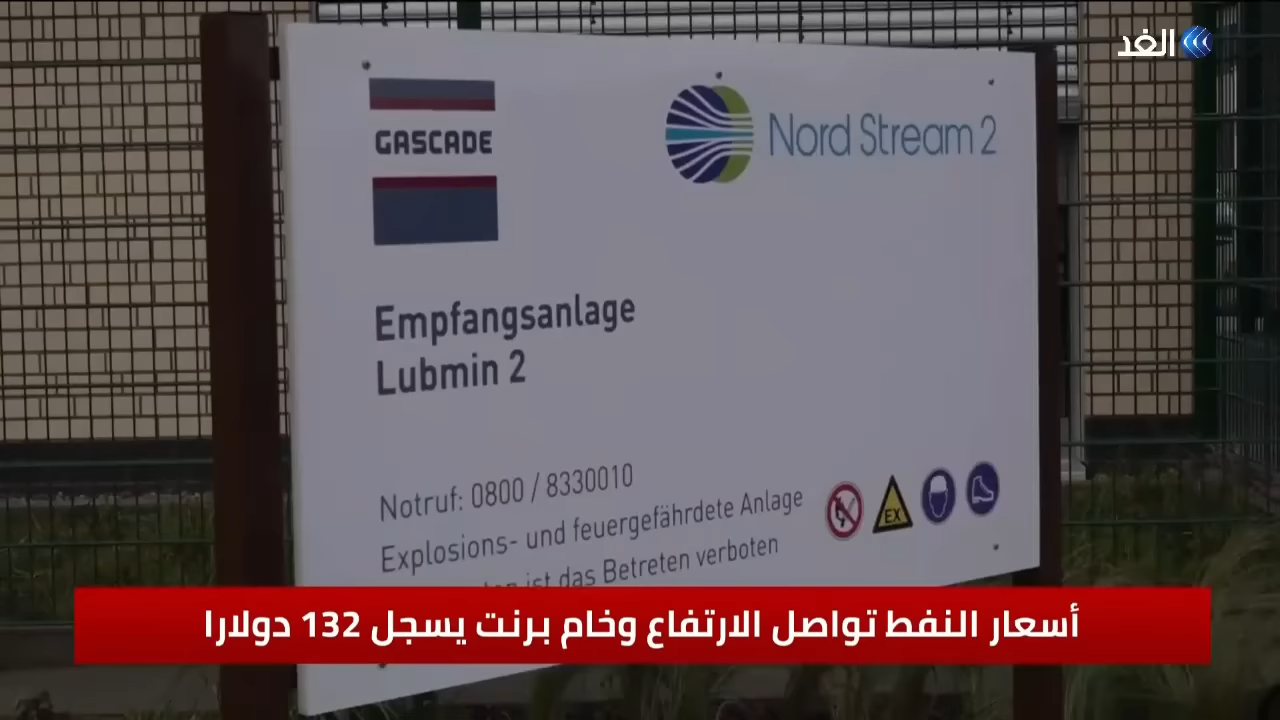 الغد
GASCADE
Nord Stream 2
Empfangsanlage
Lubmin 2
Notruf: 0800 / 8330010
Explosions- und feuergefährdete Anlage
ist das Betreten verboten
EX
أسعار النفط تواصل الارتفاع وخام برنت يسجل 132 دولارا